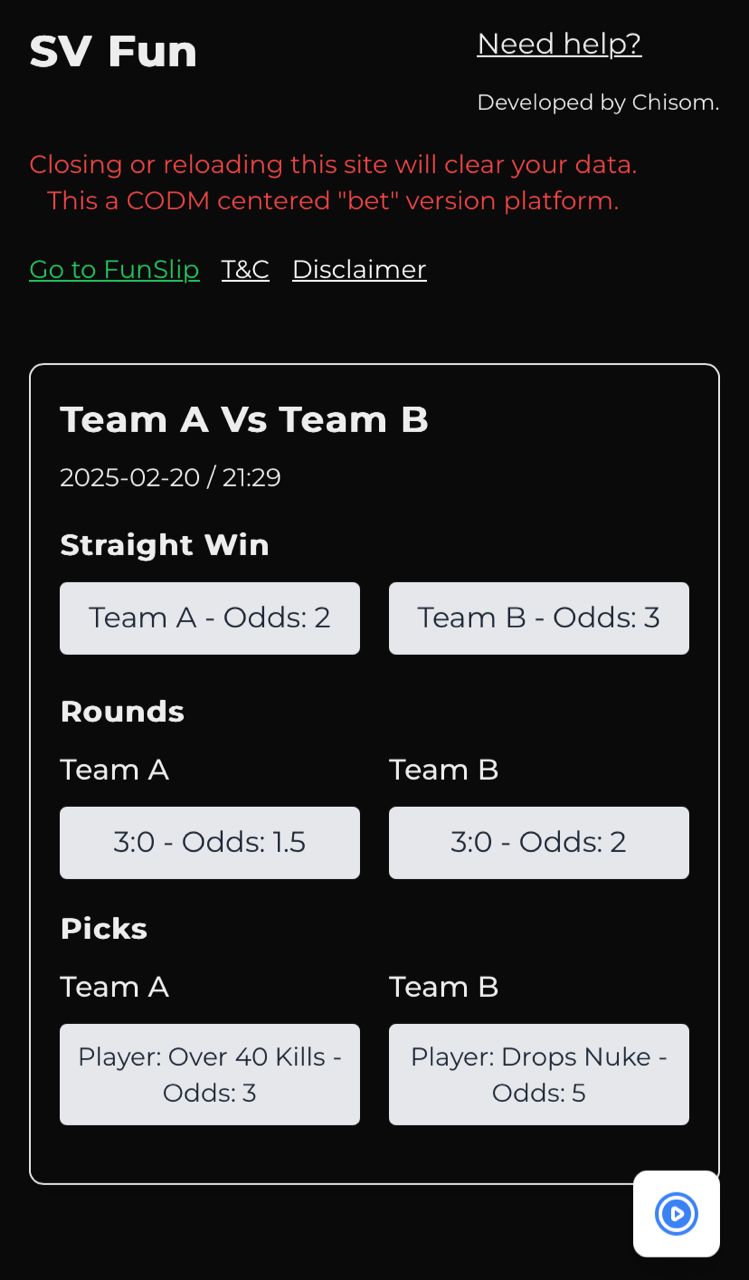 SV Fun
Need help?
Developed by Chisom.
Closing or reloading this site will clear your data.
This a CODM centered "bet" version platform.
Go to FunSlip T&C Disclaimer
Team A Vs Team B
2025-02-20 / 21:29
Straight Win
Team A - Odds: 2
Team B - Odds: 3
Rounds
Team A
Team B
3:0 - Odds: 1.5
3:0 - Odds: 2
Picks
Team A
Team B
Player: Over 40 Kills -
Odds: 3
Player: Drops Nuke -
Odds: 5